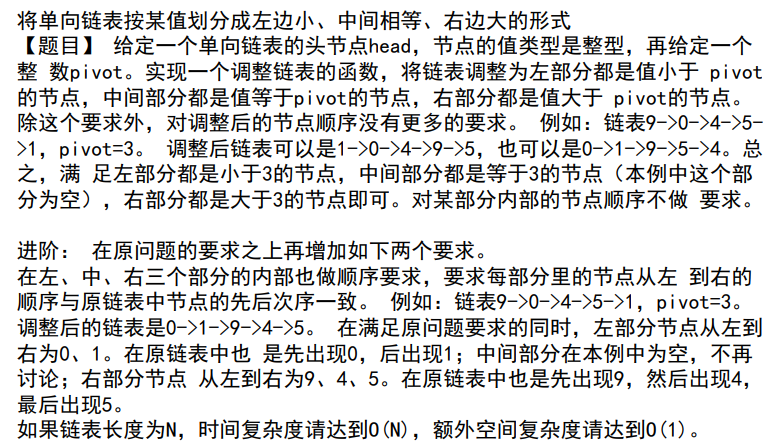 将单向链表按某值划分成左边小、中间相等、右边大的形式
【题目】 给定一个单向链表的头节点head，节点的值类型是整型，再给定一个
整 数pivot。实现一个调整链表的函数，将链表调整为左部分都是值小于 pivot
的节点，中间部分都是值等于pivot的节点，右部分都是值大于 pivot的节点。
除这个要求外，对调整后的节点顺序没有更多的要求。 例如：链表9->0->4->5-
>1，pivot=3。 调整后链表可以是1->0->4->9->5，也可以是0->1->9->5->4。总
之，满 足左部分都是小于3的节点，中间部分都是等于3的节点（本例中这个部
分为空），右部分都是大于3的节点即可。对某部分内部的节点顺序不做 要求。
进阶： 在原问题的要求之上再增加如下两个要求。
在左、中、右三个部分的内部也做顺序要求，要求每部分里的节点从左 到右的
顺序与原链表中节点的先后次序一致。 例如：链表9->0->4->5->1，pivot=3。
调整后的链表是0->1->9->4->5。 在满足原问题要求的同时，左部分节点从左到
右为0、1。在原链表中也 是先出现0，后出现1；中间部分在本例中为空，不再
讨论；右部分节点 从左到右为9、4、5。在原链表中也是先出现9，然后出现4，
最后出现5。
如果链表长度为N，时间复杂度请达到O(N)，额外空间复杂度请达到O(1)。